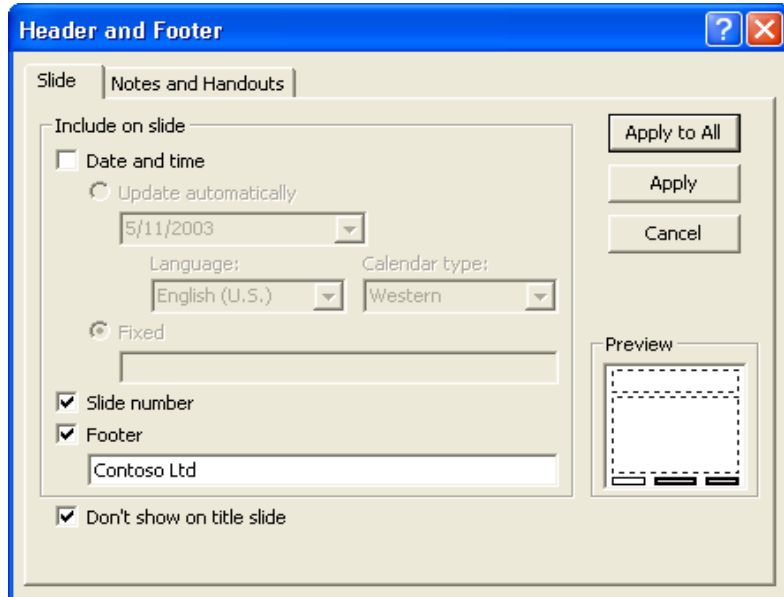 Header and Footer
Slide
Notes and Handouts
Include on slide
Date and time
Update automatically
5/11/2003
Language:
Calendar type:
English (U.S.)
Western
Fixed
Slide number
Footer
Contoso Ltd
Don't show on title slide
Apply to All
Apply
Cancel
Preview